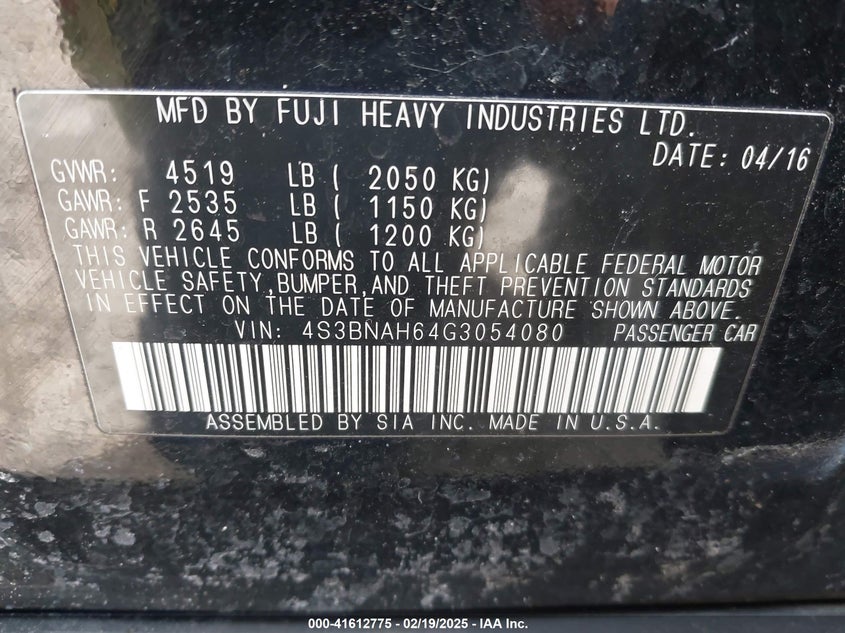 MFD BY FUJI HEAVY INDUSTRIES LTD.
DATE: 04/16
GVWR: 4519 LB ( 2050 KG)
GAWR: F 2535 LB ( 1150 KG)
GAWR: R 2645 LB ( 1200 KG)
THIS VEHICLE CONFORMS TO ALL APPLICABLE FEDERAL MOTOR
VEHICLE SAFETY,BUMPER,AND THEFT PREVENTION STANDARDS
IN EFFECT ON THE DATE OF MANUFACTURE SHOWN ABOVE.
VIN: 4S3BNAH64G3054080 PASSENGER CAR
ASSEMBLED BY SIA INC. MADE IN U.S.A.
000-41612775 - 02/19/2025 - IAA Inc.